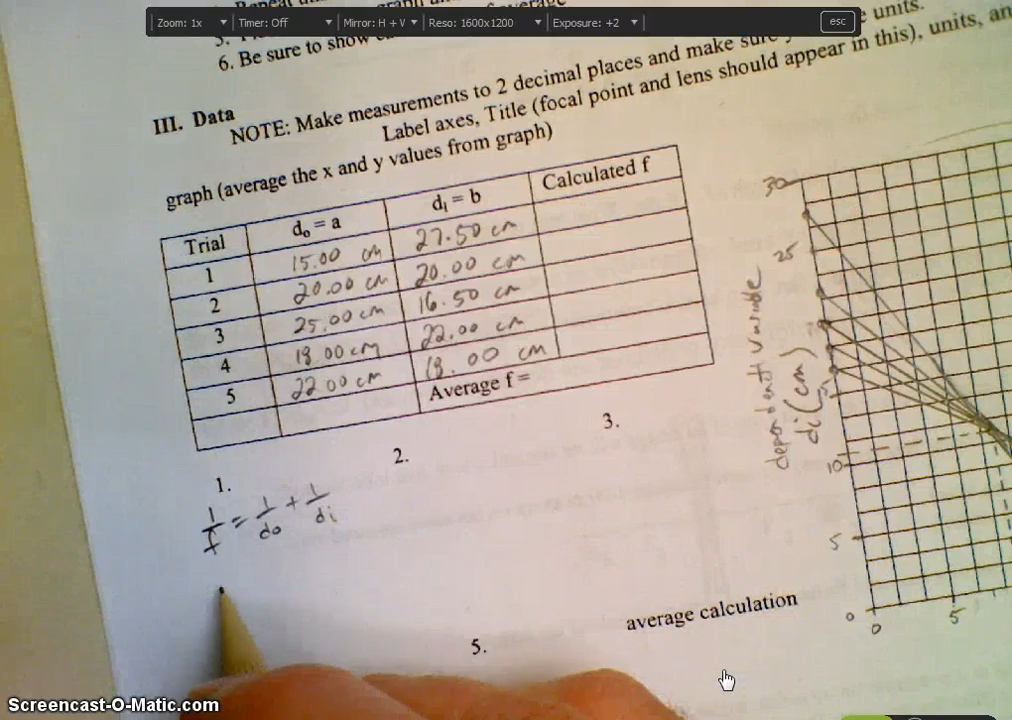 Zoom: 1x Timer: Off Mirror: H + V Reso: 1600x1200 Exposure: +2 esc
6. Be sure to show
units.
III. Data
NOTE: Make measurements to 2 decimal places and make sure
Label axes, Title (focal point and lens should appear in this), units, an
graph (average the x and y values from graph)
Trial do = a di = b Calculated f
1 15.00 cm 27.50 cm
2 20.00 cm 20.00 cm
3 25.00 cm 16.50 cm
4 18.00 cm 22.00 cm
5 22.00 cm 18.00 cm
Average f =
1. 2. 3.
1/f = 1/do + 1/di
5.
average calculation
30
25
10
5
0
0 5
di (cm)
Screencast-O-Matic.com